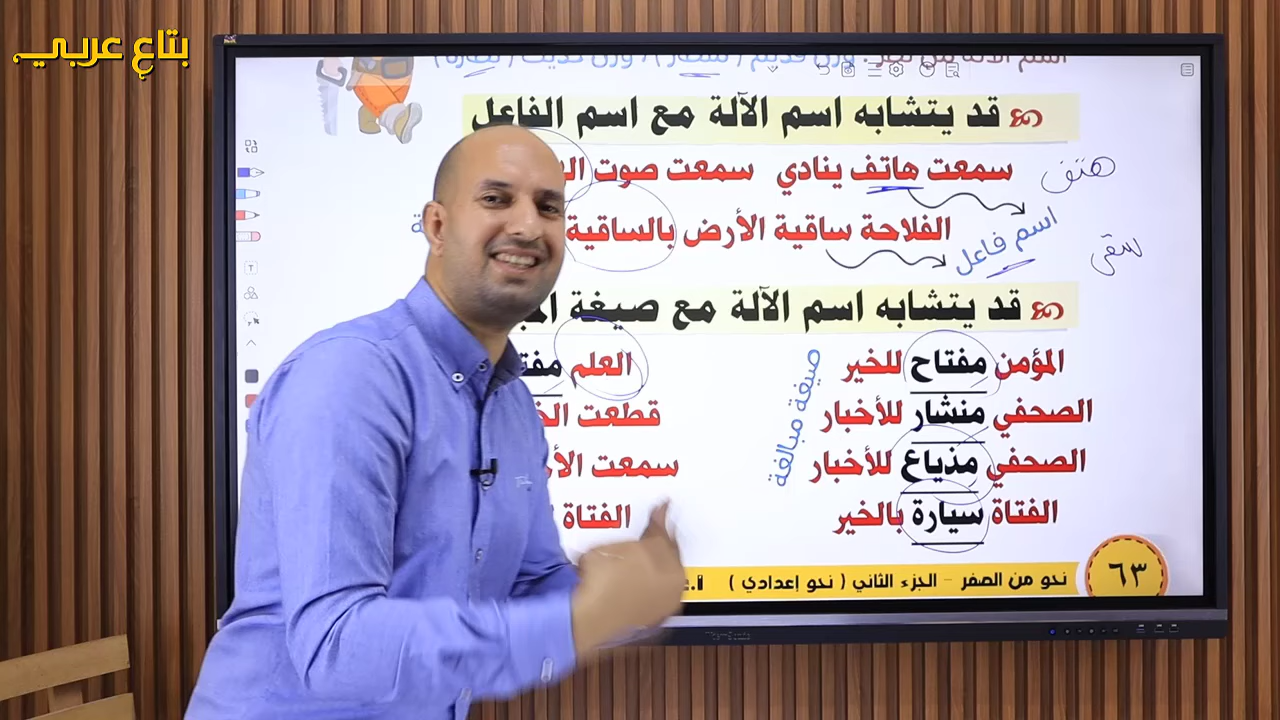 بتاع عربي
قد يتشابه اسم الآلة مع اسم الفاعل
سمعت هاتف ينادي سمعت صوت
هتف
الفلاحة ساقية الأرض بالساقية
اسم فاعل
سقى
قد يتشابه اسم الآلة مع صيغة
المؤمن مفتاح للخير العلم
الصحفي منشار للأخبار قطعت
الصحفي مذياع للأخبار سمعت
الفتاة سيارة بالخير الفتاة
صيغة مبالغة
٦٣ نحو من الصفر - الجزء الثاني ( نحو إعدادي )